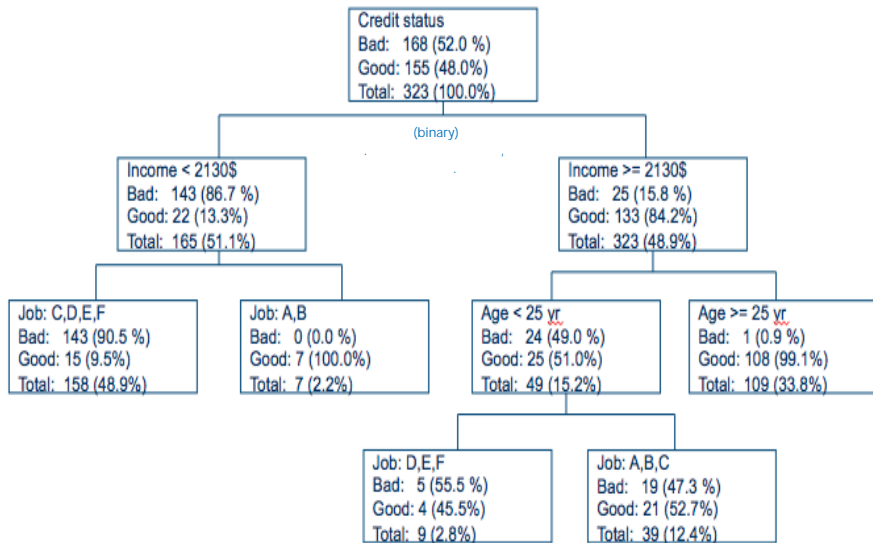 Credit status
Bad: 168 (52.0 %)
Good: 155 (48.0%)
Total: 323 (100.0%)
(binary)
Income < 2130$
Bad: 143 (86.7 %)
Good: 22 (13.3%)
Total: 165 (51.1%)
Income >= 2130$
Bad: 25 (15.8 %)
Good: 133 (84.2%)
Total: 323 (48.9%)
Job: C,D,E,F
Bad: 143 (90.5 %)
Good: 15 (9.5%)
Total: 158 (48.9%)
Job: A,B
Bad: 0 (0.0 %)
Good: 7 (100.0%)
Total: 7 (2.2%)
Age < 25 yr
Bad: 24 (49.0 %)
Good: 25 (51.0%)
Total: 49 (15.2%)
Age >= 25 yr
Bad: 1 (0.9 %)
Good: 108 (99.1%)
Total: 109 (33.8%)
Job: D,E,F
Bad: 5 (55.5 %)
Good: 4 (45.5%)
Total: 9 (2.8%)
Job: A,B,C
Bad: 19 (47.3 %)
Good: 21 (52.7%)
Total: 39 (12.4%)